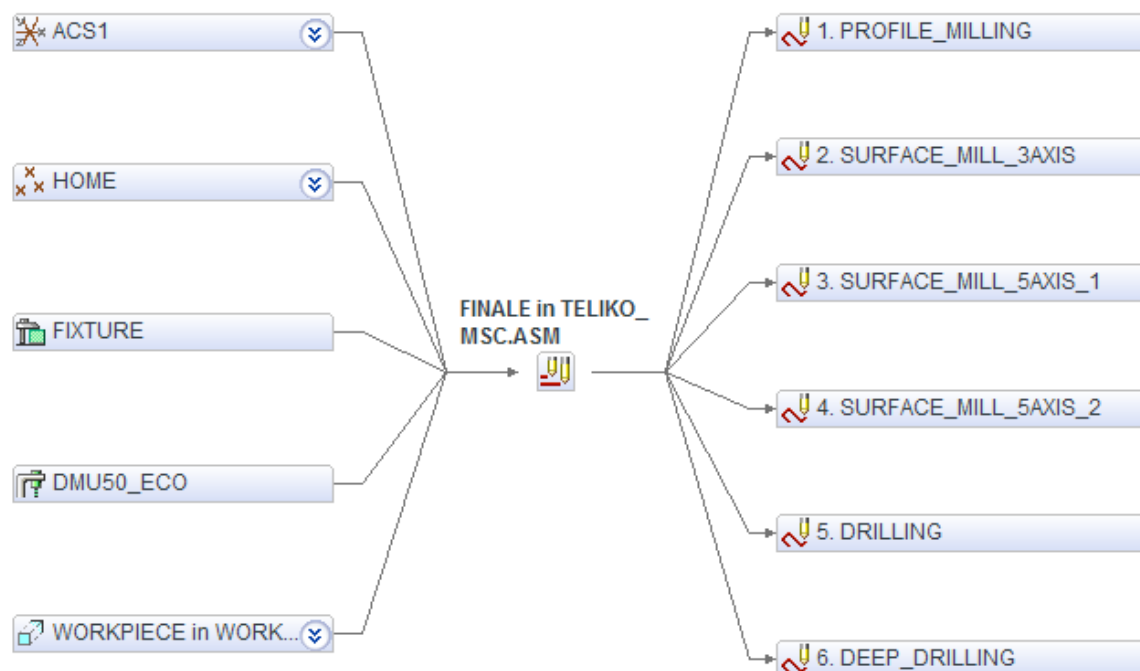 ACS1
HOME
FIXTURE
DMU50_ECO
WORKPIECE in WORK...
FINALE in TELIKO_
MSC.ASM
1. PROFILE_MILLING
2. SURFACE_MILL_3AXIS
3. SURFACE_MILL_5AXIS_1
4. SURFACE_MILL_5AXIS_2
5. DRILLING
6. DEEP_DRILLING